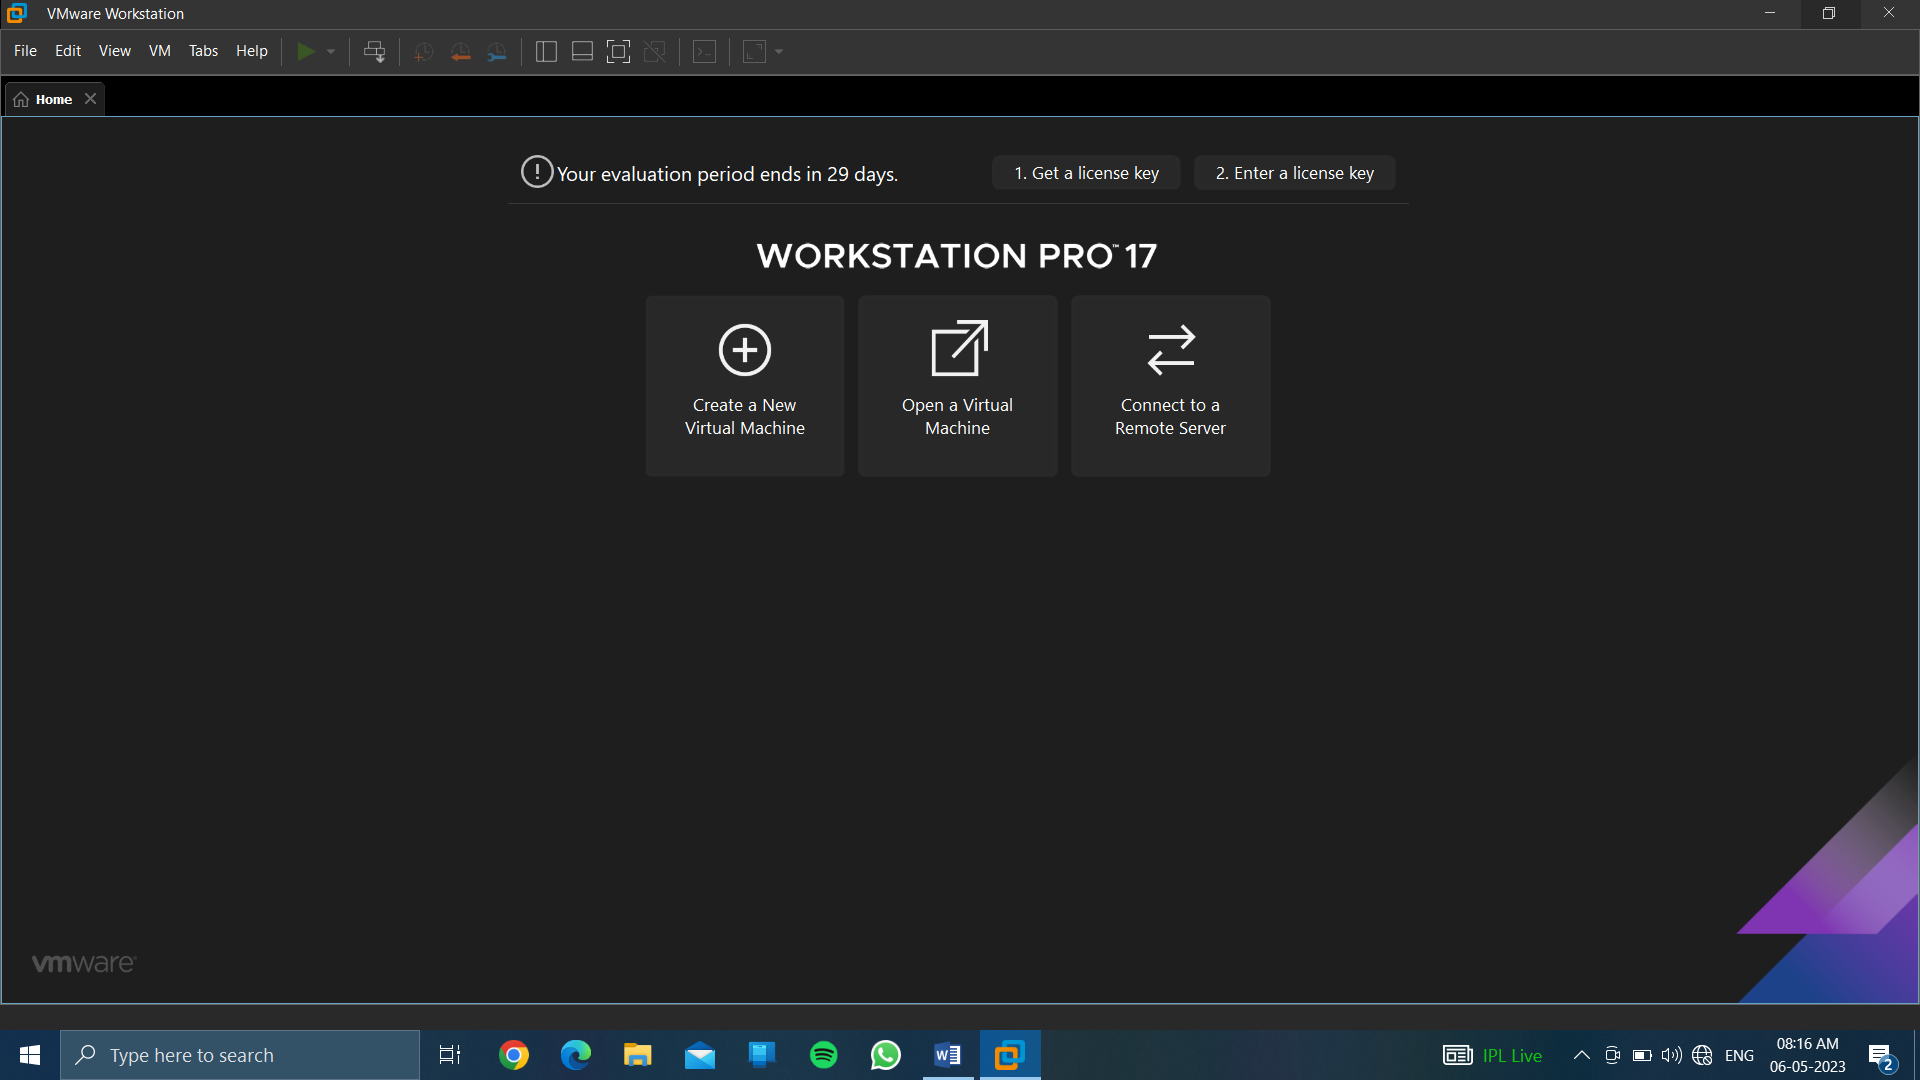 VMware Workstation
File Edit View VM Tabs Help
Home
Your evaluation period ends in 29 days.
1. Get a license key
2. Enter a license key
WORKSTATION PRO™ 17
Create a New
Virtual Machine
Open a Virtual
Machine
Connect to a
Remote Server
vmware
Type here to search
IPL Live
ENG
08:16 AM
06-05-2023
2